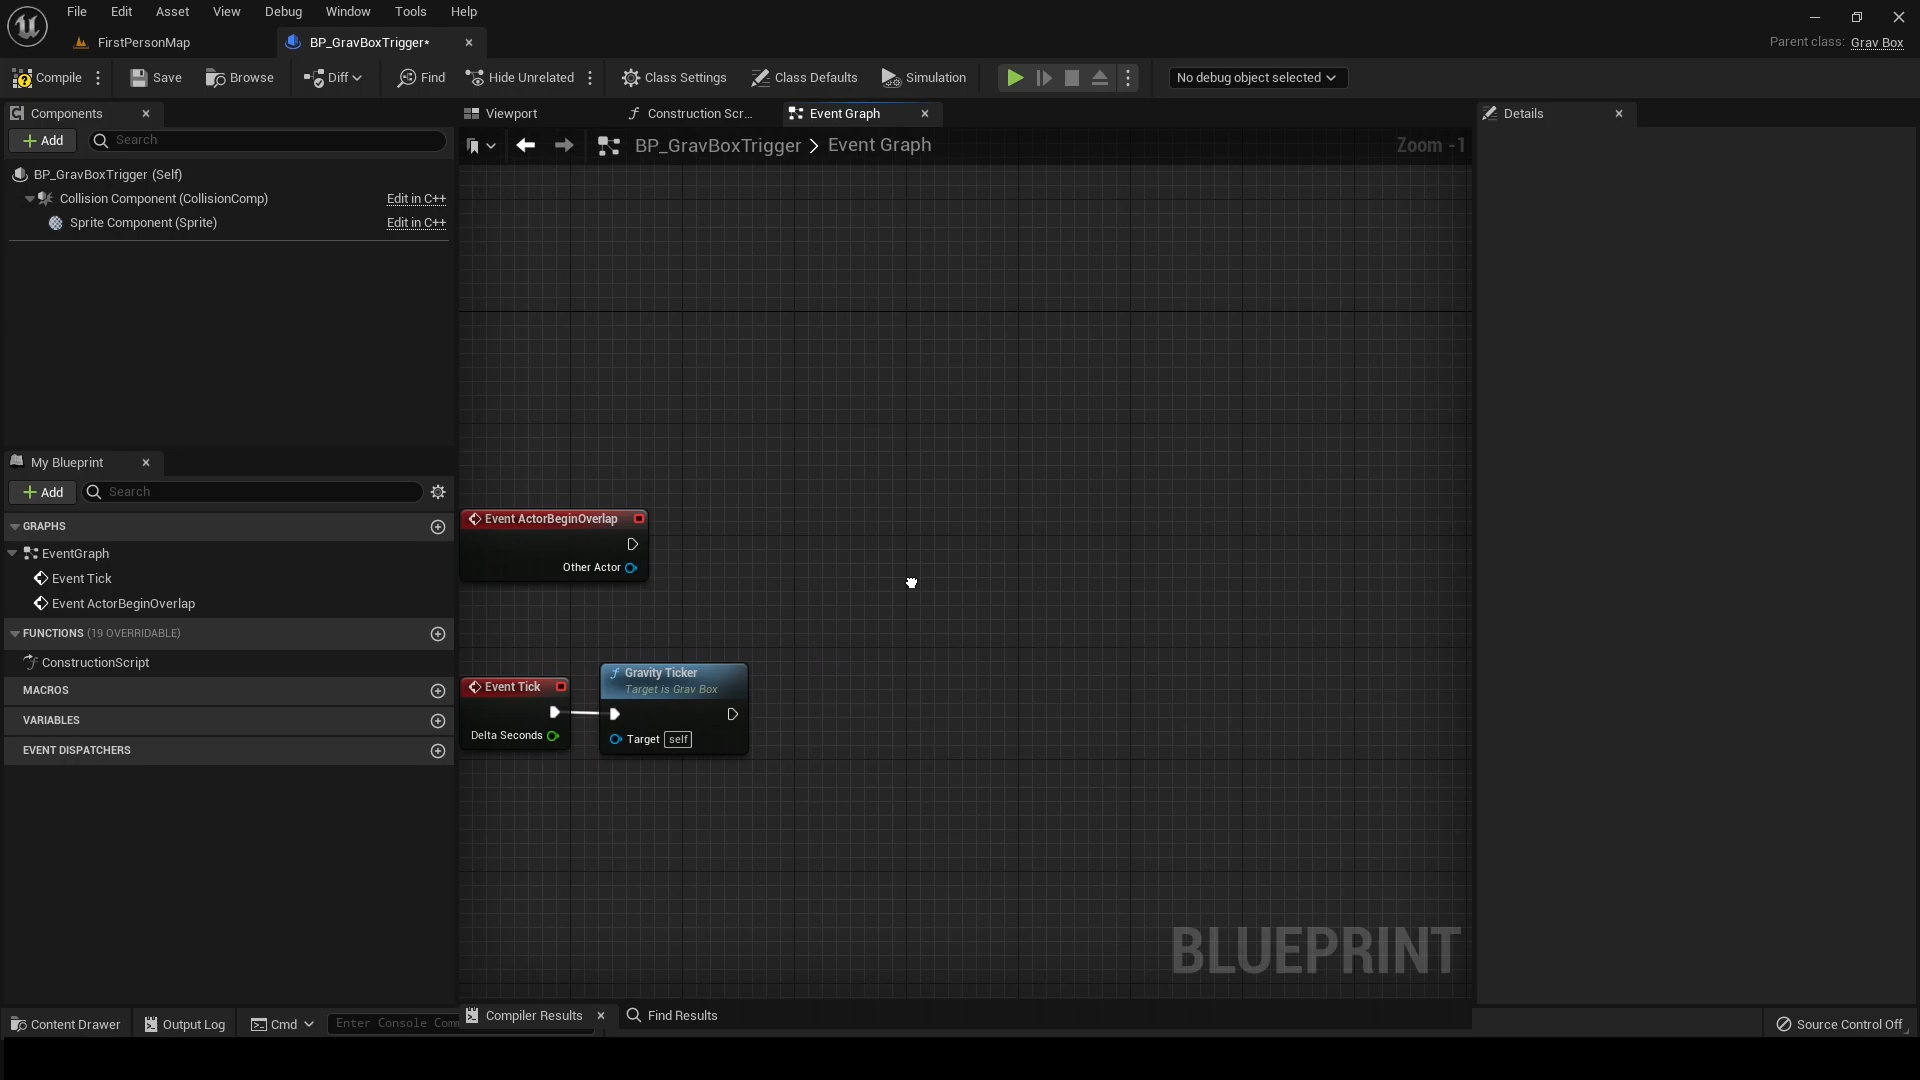 File Edit Asset View Debug Window Tools Help
FirstPersonMap
BP_GravBoxTrigger*
Parent class: Grav Box
Compile Save Browse Diff Find Hide Unrelated Class Settings Class Defaults Simulation No debug object selected
Components
Add Search
BP_GravBoxTrigger (Self)
Collision Component (CollisionComp) Edit in C++
Sprite Component (Sprite) Edit in C++
My Blueprint
Add Search
GRAPHS
EventGraph
Event Tick
Event ActorBeginOverlap
FUNCTIONS (19 OVERRIDABLE)
ConstructionScript
MACROS
VARIABLES
EVENT DISPATCHERS
Viewport Construction Scr... Event Graph
BP_GravBoxTrigger > Event Graph Zoom -1
Event ActorBeginOverlap
Other Actor
Event Tick
Delta Seconds
Gravity Ticker
Target is Grav Box
Target self
BLUEPRINT
Details
Compiler Results Find Results
Content Drawer Output Log Cmd Enter Console Comm
Source Control Off